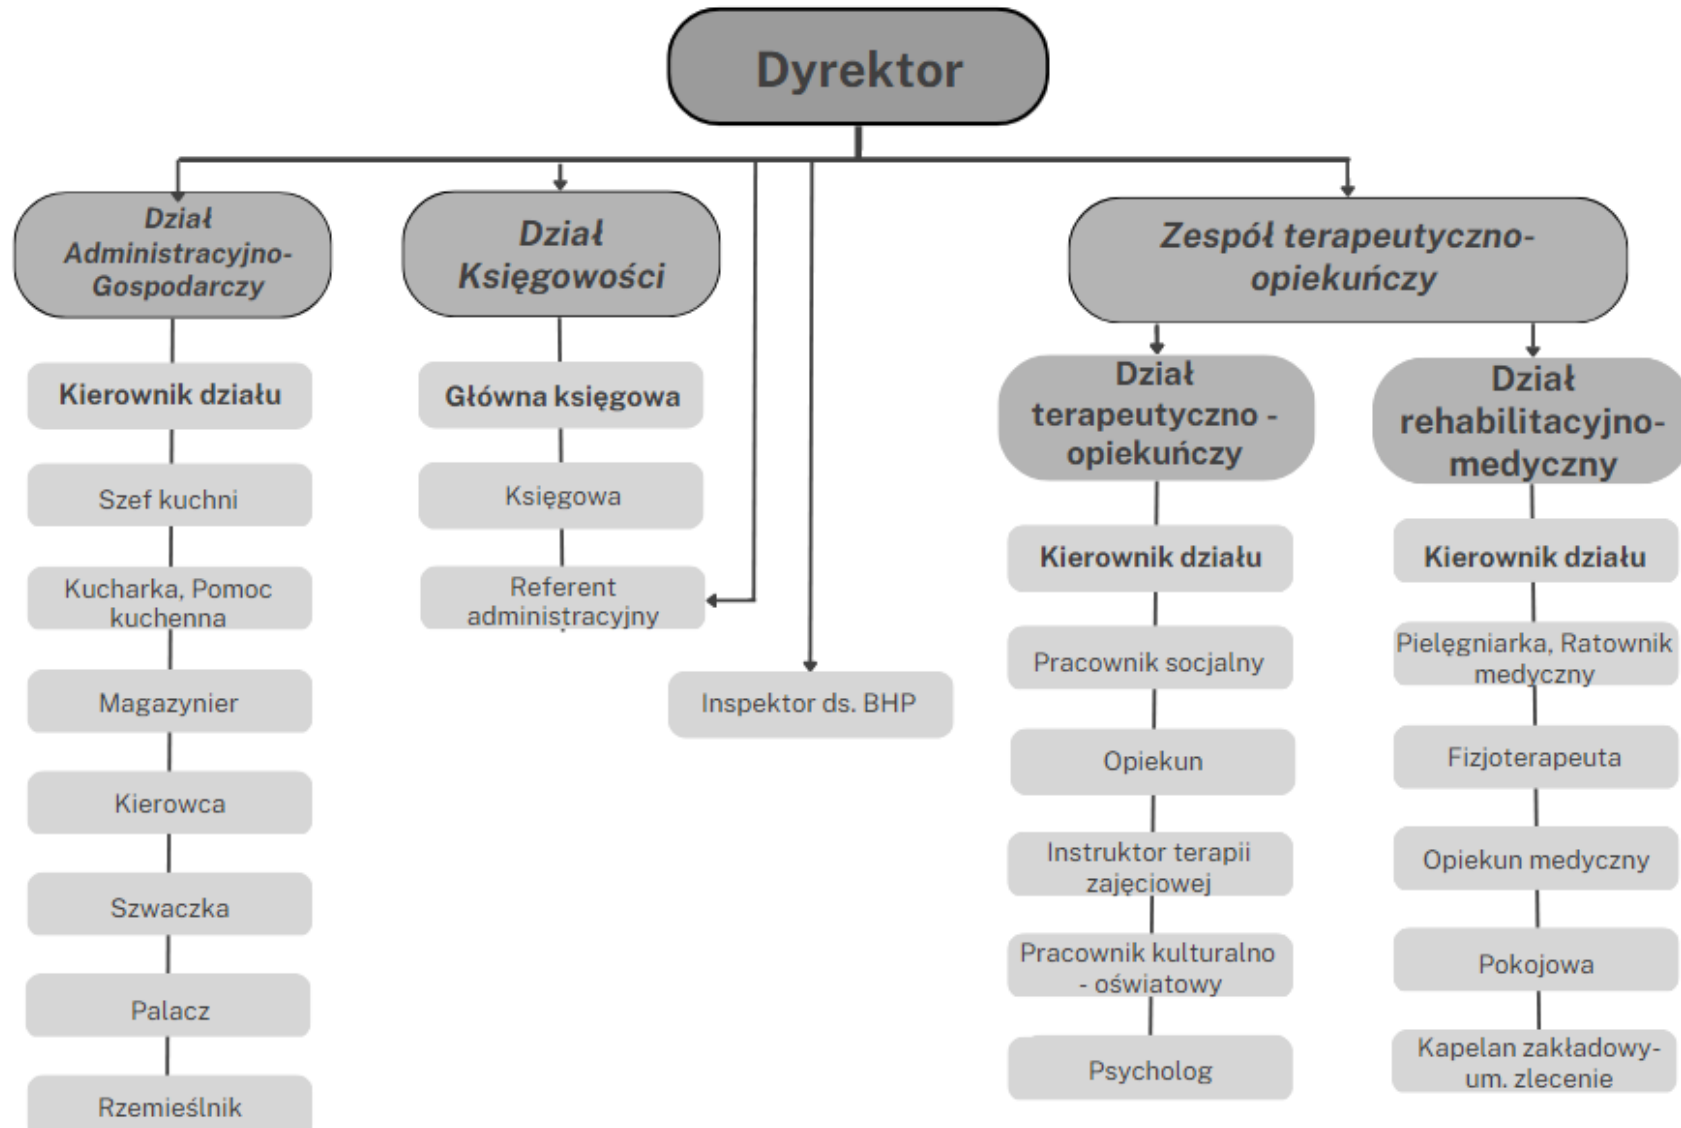 Dyrektor
Dział
Administracyjno-
Gospodarczy
Kierownik działu
Szef kuchni
Kucharka, Pomoc
kuchenna
Magazynier
Kierowca
Szwaczka
Palacz
Rzemieślnik
Dział
Księgowości
Główna księgowa
Księgowa
Referent
administracyjny
Inspektor ds. BHP
Zespół terapeutyczno-
opiekuńczy
Dział
terapeutyczno -
opiekuńczy
Kierownik działu
Pracownik socjalny
Opiekun
Instruktor terapii
zajęciowej
Pracownik kulturalno
- oświatowy
Psycholog
Dział
rehabilitacyjno-
medyczny
Kierownik działu
Pielęgniarka, Ratownik
medyczny
Fizjoterapeuta
Opiekun medyczny
Pokojowa
Kapelan zakładowy-
um. zlecenie